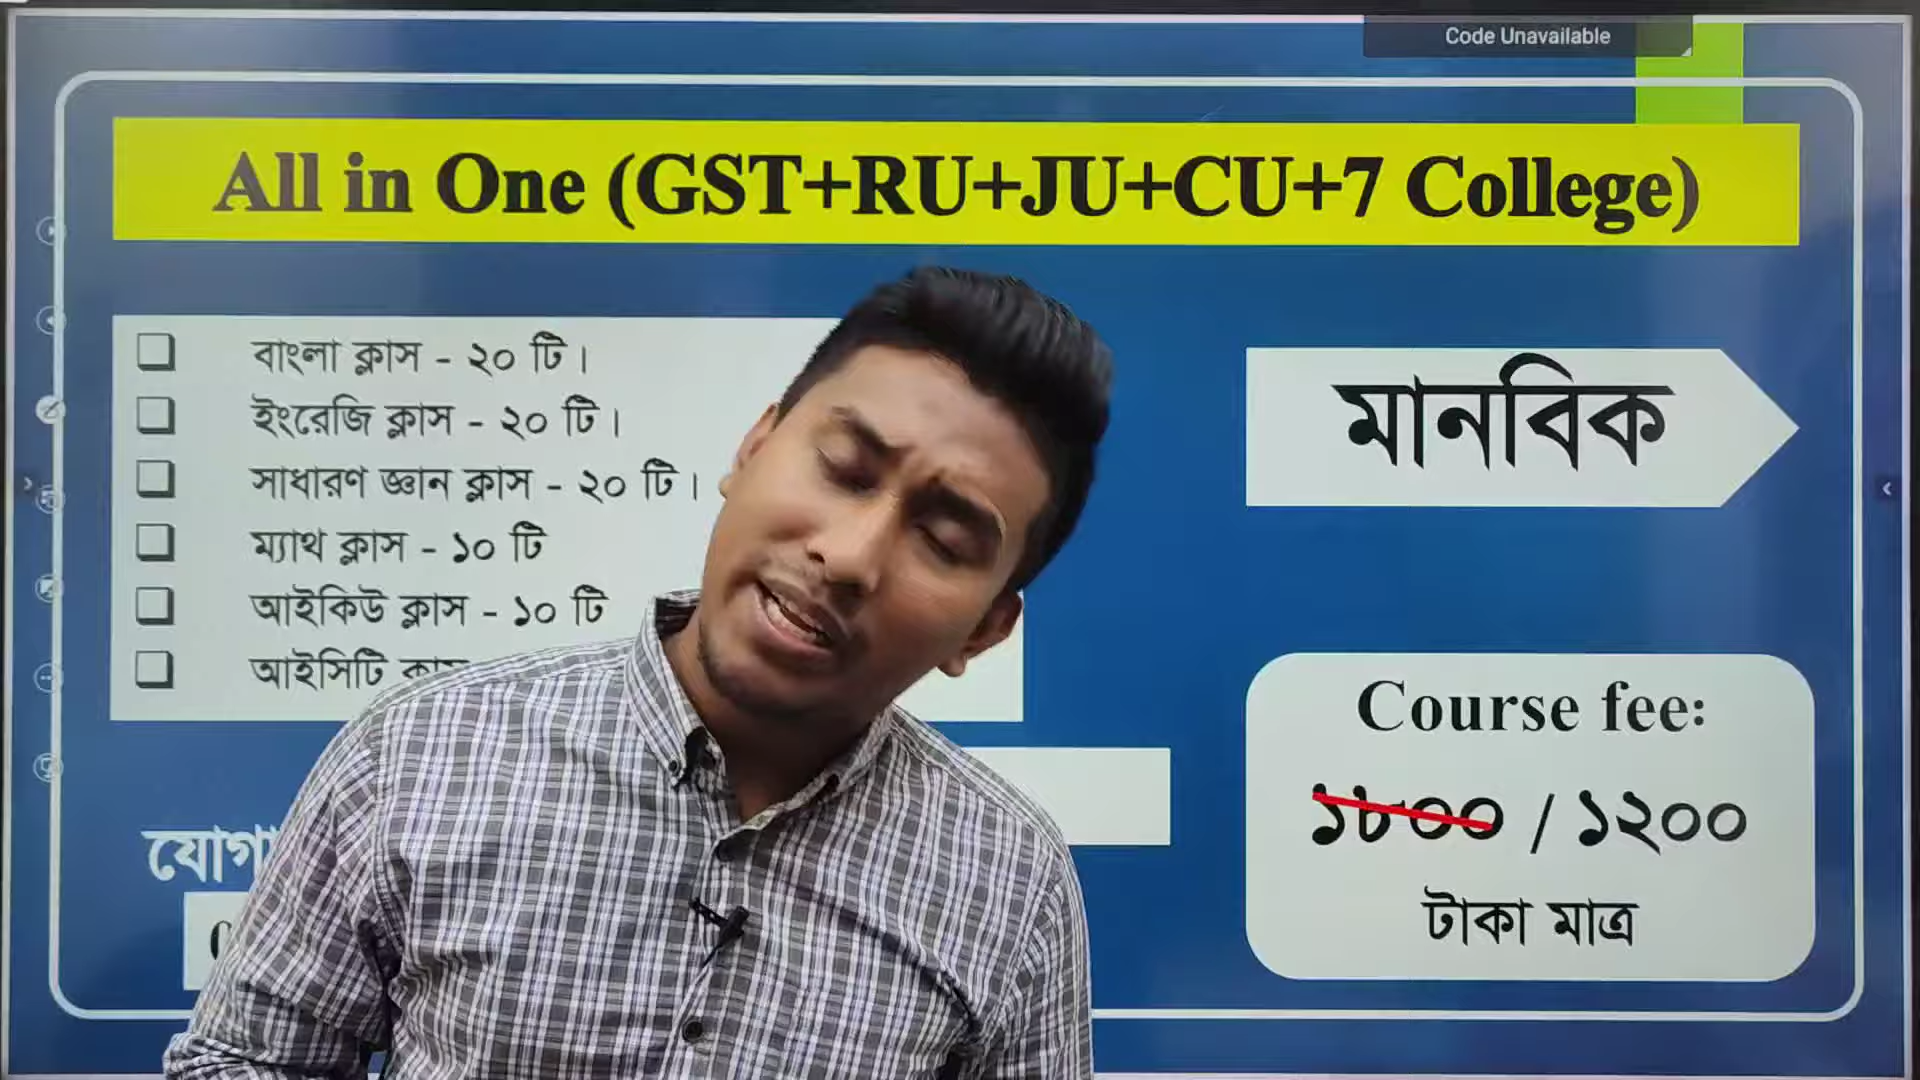 Code Unavailable
All in One (GST+RU+JU+CU+7 College)
বাংলা ক্লাস - ২০ টি।
ইংরেজি ক্লাস - ২০ টি।
সাধারণ জ্ঞান ক্লাস - ২০ টি।
ম্যাথ ক্লাস - ১০ টি
আইকিউ ক্লাস - ১০ টি
আইসিটি
মানবিক
Course fee:
১৮০০ / ১২০০
টাকা মাত্র